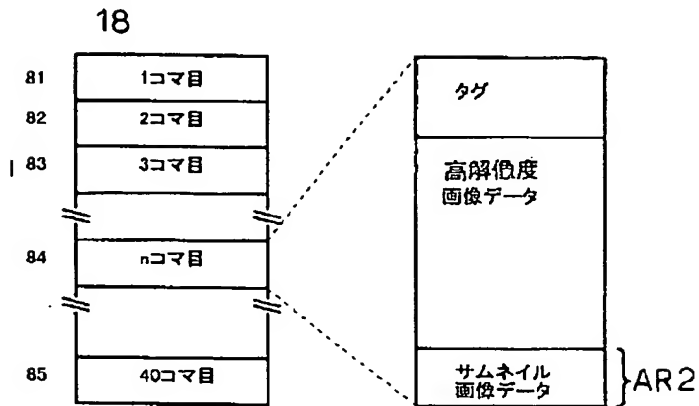 18
81 1コマ目
82 2コマ目
83 3コマ目
84 nコマ目
85 40コマ目
タグ
高解像度
画像データ
サムネイル
画像データ
AR2